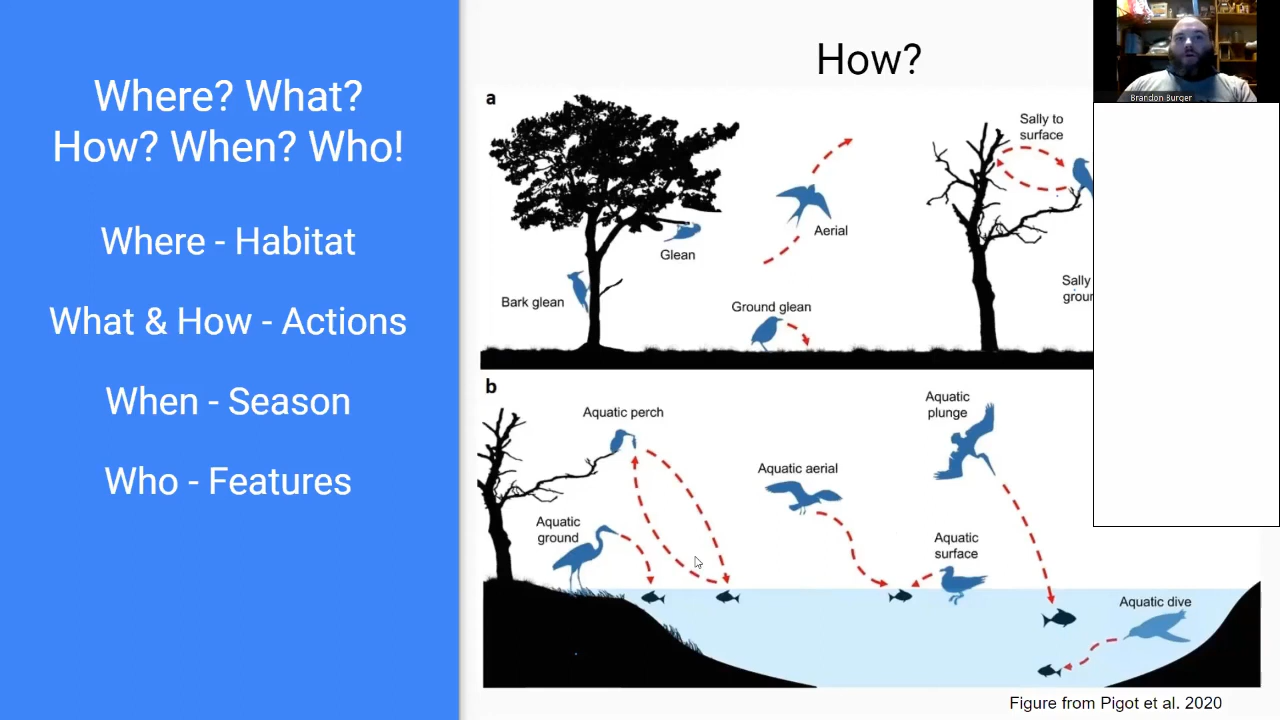 Where? What?
How? When? Who!
Where - Habitat
What & How - Actions
When - Season
Who - Features
How?
Brandon Burger
a
Sally to
surface
Aerial
Glean
Bark glean
Ground glean
Sally
b
Aquatic perch
Aquatic
plunge
Aquatic aerial
Aquatic
ground
Aquatic
surface
Aquatic dive
Figure from Pigot et al. 2020